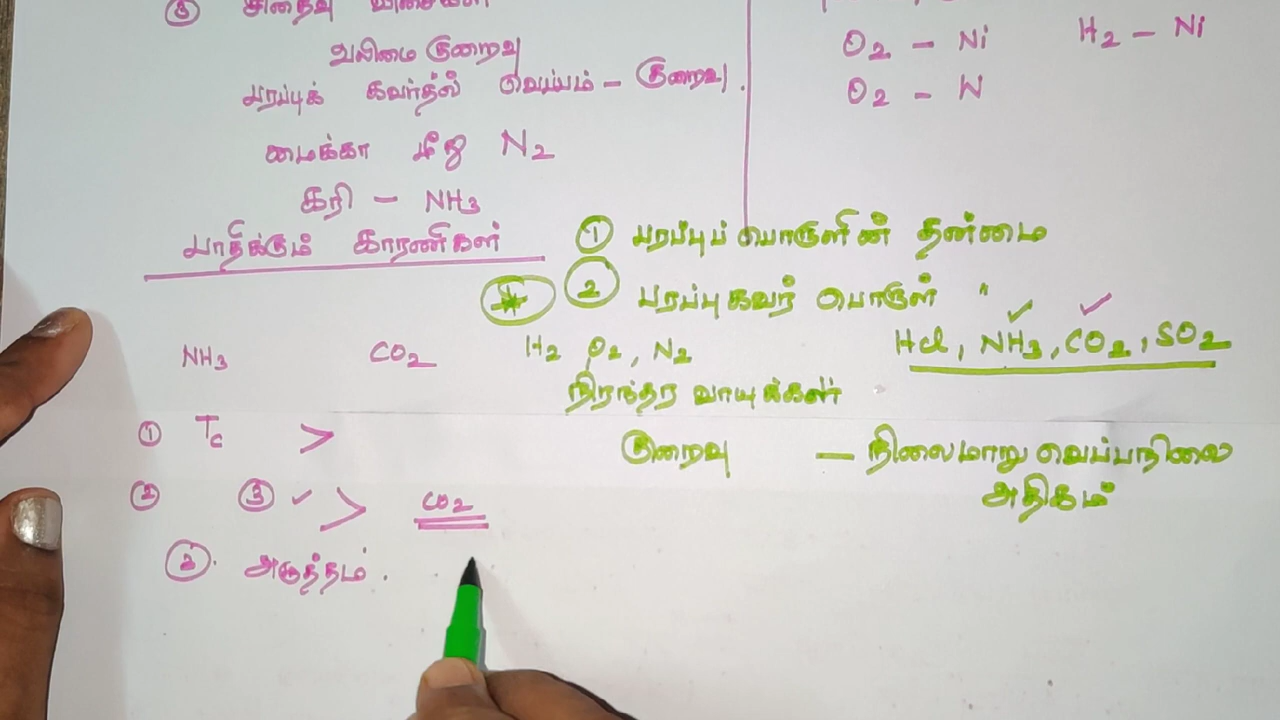 ③ சிதைவு விசைகள்
வலிமை குறைவு
பரப்புக் கவர்தல் வெப்பம் – குறைவு.
மைக்கா மீது N₂
கரி – NH₃
O₂ – Ni H₂ – Ni
O₂ – W
பாதிக்கும் காரணிகள்
① பரப்புப் பொருளின் தன்மை
② பரப்புகவர் பொருள் "
NH₃ CO₂
H₂, O₂, N₂ HCl, NH₃, CO₂, SO₂
நிரந்தர வாயுக்கள்
① Tc >
குறைவு — நிலைமாறு வெப்பநிலை
அதிகம்
② ③ ✓ > CO₂
② அழுத்தம்.